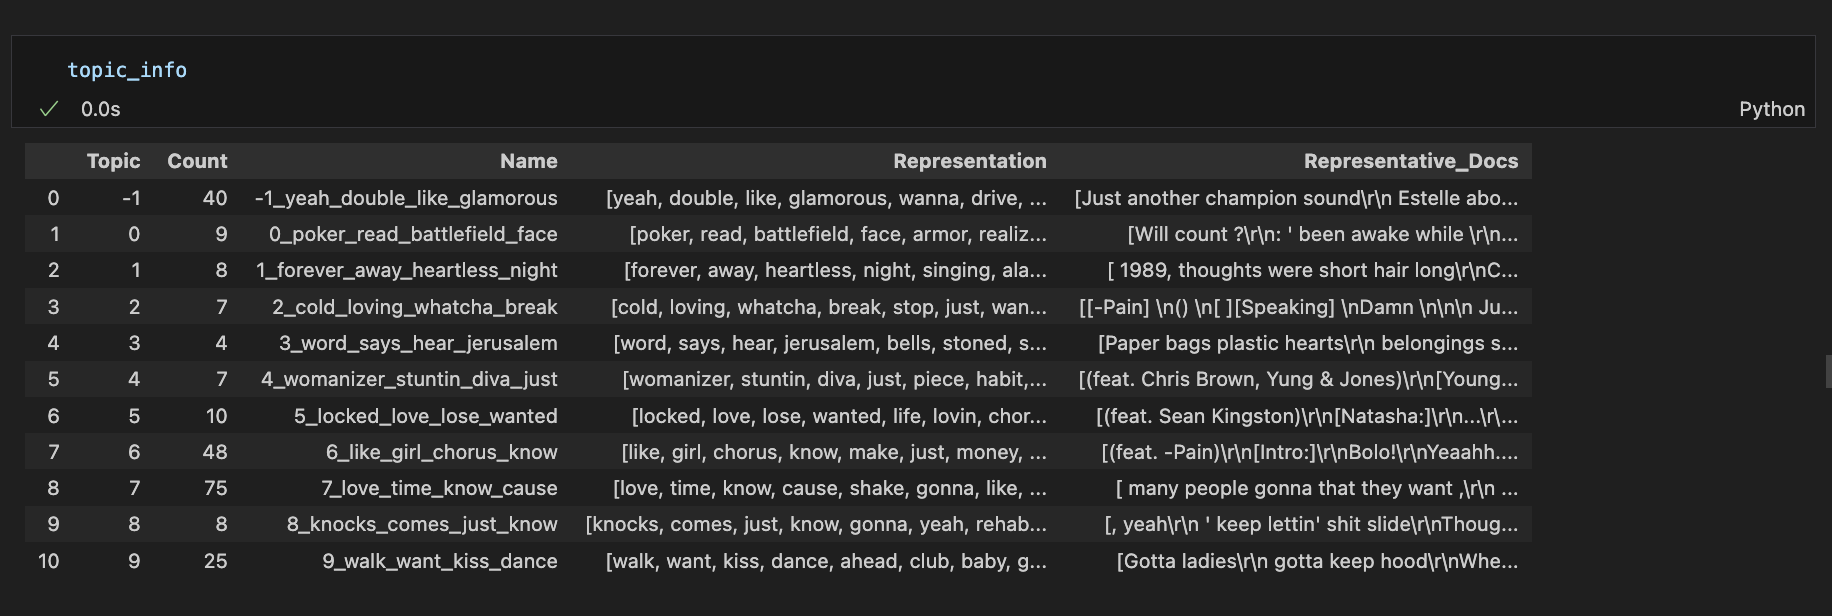 topic_info
0.0s Python
Topic Count Name Representation Representative_Docs
0 -1 40 -1_yeah_double_like_glamorous [yeah, double, like, glamorous, wanna, drive, ... [Just another champion sound\r\n Estelle abo...
1 0 9 0_poker_read_battlefield_face [poker, read, battlefield, face, armor, realiz... [Will count ?\r\n: ' been awake while \r\n...
2 1 8 1_forever_away_heartless_night [forever, away, heartless, night, singing, ala... [ 1989, thoughts were short hair long\r\nC...
3 2 7 2_cold_loving_whatcha_break [cold, loving, whatcha, break, stop, just, wan... [[-Pain] \n() \n[ ][Speaking] \nDamn \n\n\n Ju...
4 3 4 3_word_says_hear_jerusalem [word, says, hear, jerusalem, bells, stoned, s... [Paper bags plastic hearts\r\n belongings s...
5 4 7 4_womanizer_stuntin_diva_just [womanizer, stuntin, diva, just, piece, habit,... [(feat. Chris Brown, Yung & Jones)\r\n[Young...
6 5 10 5_locked_love_lose_wanted [locked, love, lose, wanted, life, lovin, chor... [(feat. Sean Kingston)\r\n[Natasha:]\r\n...\r\...
7 6 48 6_like_girl_chorus_know [like, girl, chorus, know, make, just, money, ... [(feat. -Pain)\r\n[Intro:]\r\nBolo!\r\nYeaahh....
8 7 75 7_love_time_know_cause [love, time, know, cause, shake, gonna, like, ... [ many people gonna that they want ,\r\n ...
9 8 8 8_knocks_comes_just_know [knocks, comes, just, know, gonna, yeah, rehab... [, yeah\r\n ' keep lettin' shit slide\r\nThoug...
10 9 25 9_walk_want_kiss_dance [walk, want, kiss, dance, ahead, club, baby, g... [Gotta ladies\r\n gotta keep hood\r\nWhe...